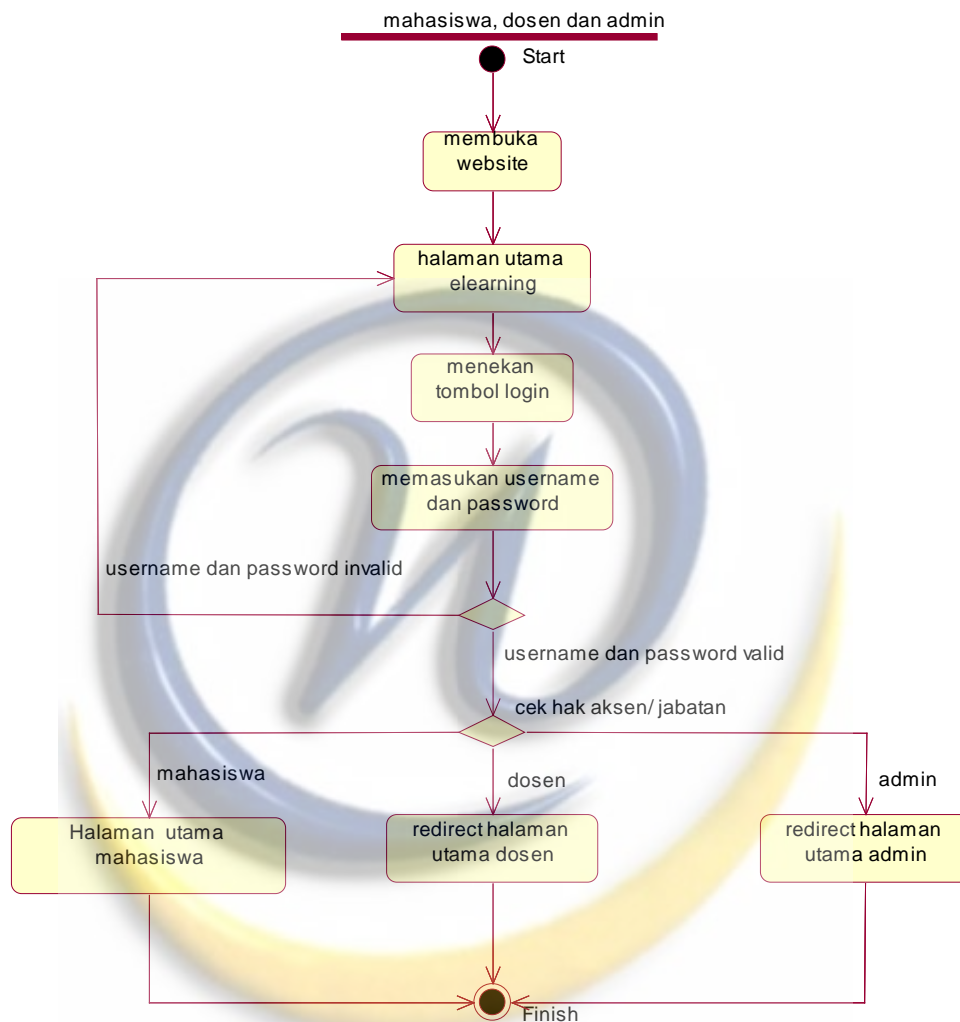 mahasiswa, dosen dan admin
Start
membuka
website
halaman utama
elearning
menekan
tombol login
memasukan username
dan password
username dan password invalid
username dan password valid
cek hak aksen/ jabatan
mahasiswa
dosen
admin
Halaman utama
mahasiswa
redirect halaman
utama dosen
redirect halaman
utama admin
Finish